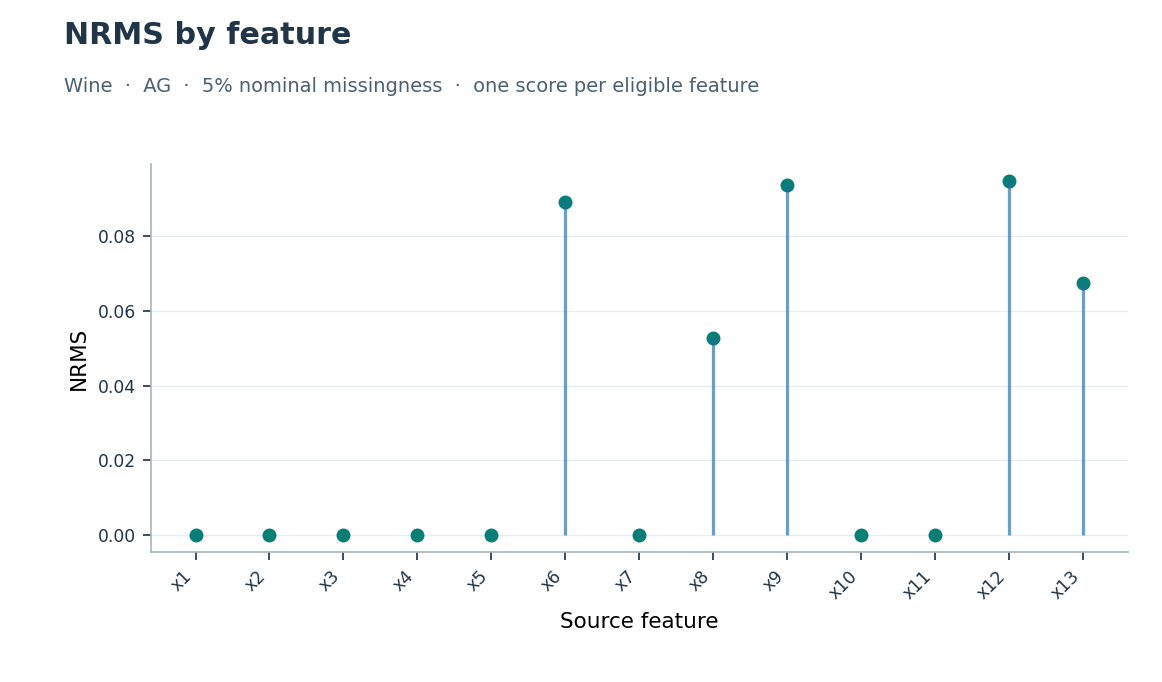 NRMS by feature
Wine · AG · 5% nominal missingness · one score per eligible feature
NRMS
0.08
0.06
0.04
0.02
0.00
x1 x2 x3 x4 x5 x6 x7 x8 x9 x10 x11 x12 x13
Source feature